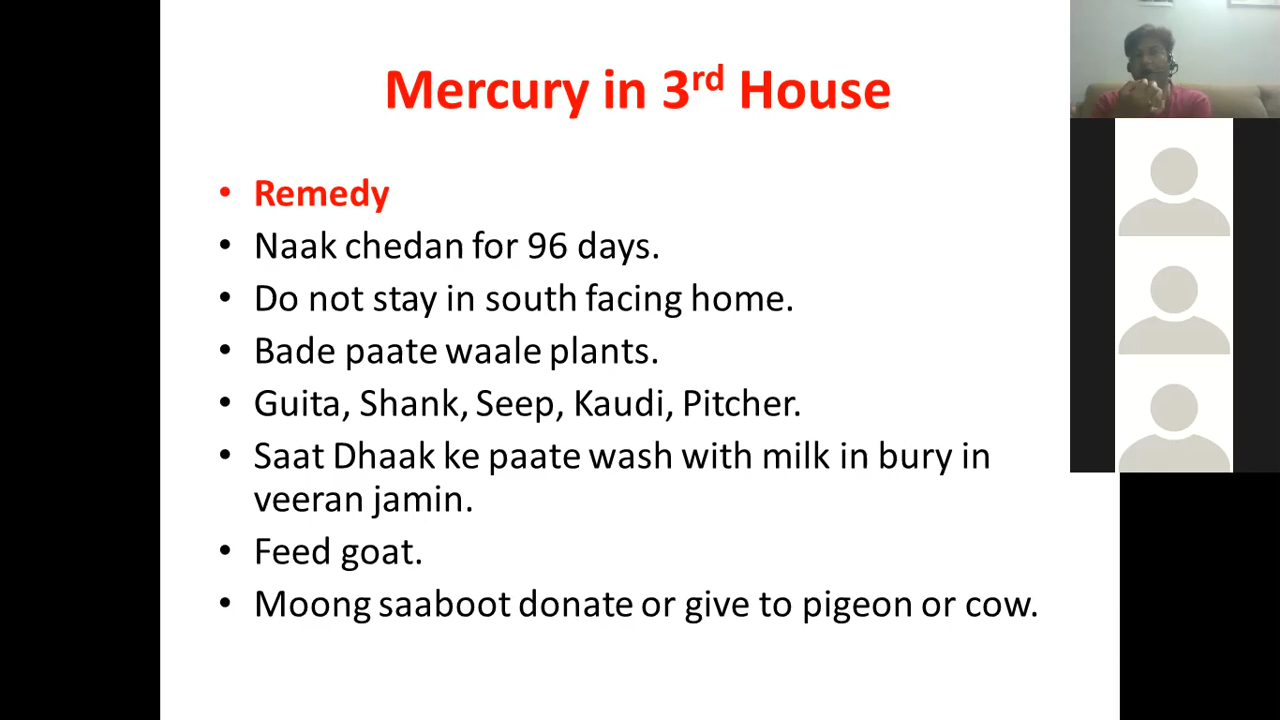 Mercury in 3rd House
• Remedy
• Naak chedan for 96 days.
• Do not stay in south facing home.
• Bade paate waale plants.
• Guita, Shank, Seep, Kaudi, Pitcher.
• Saat Dhaak ke paate wash with milk in bury in
veeran jamin.
• Feed goat.
• Moong saaboot donate or give to pigeon or cow.